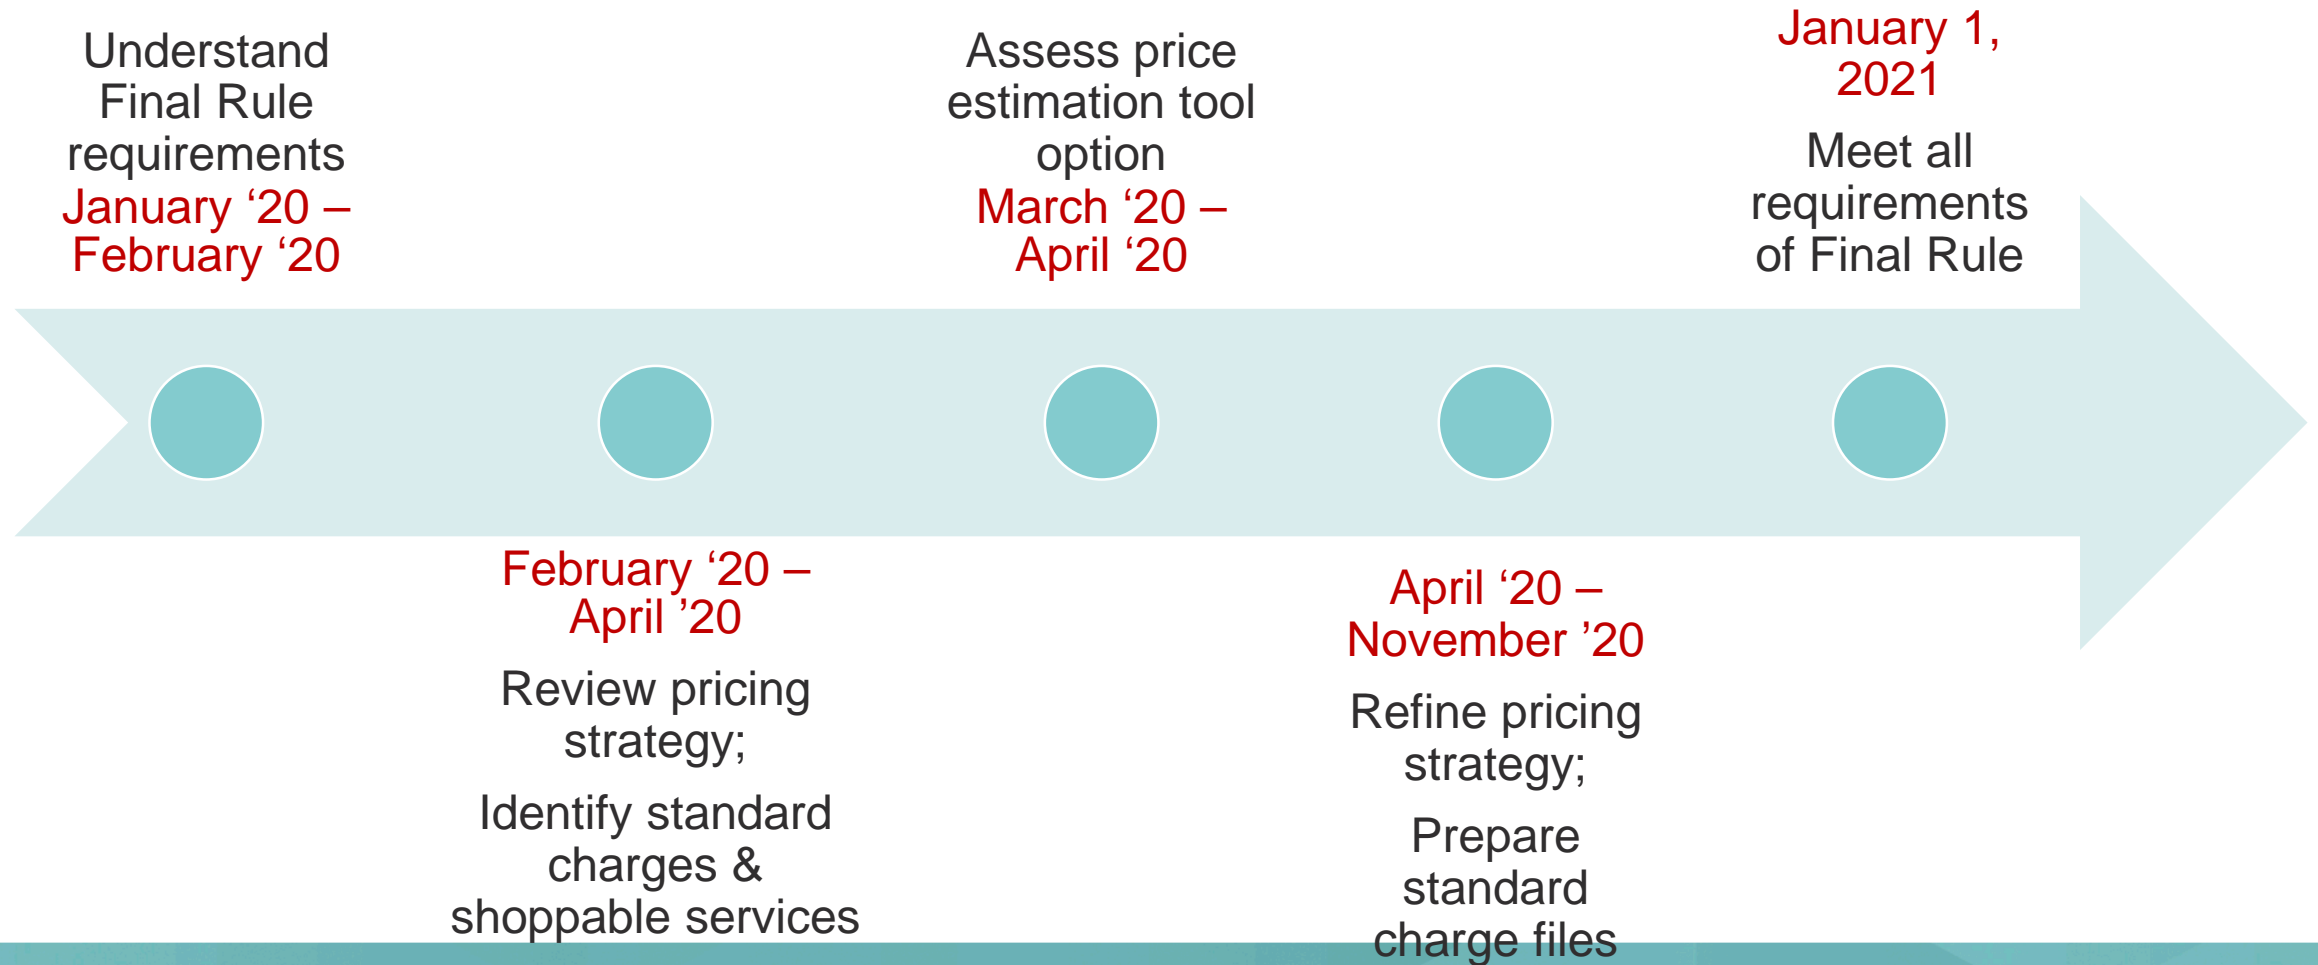 Understand
Final Rule
requirements
January ‘20 –
February ‘20
February ‘20 –
April ’20
Review pricing
strategy;
Identify standard
charges &
shoppable services
Assess price
estimation tool
option
March ‘20 –
April ‘20
April ‘20 –
November ’20
Refine pricing
strategy;
Prepare
standard
charge files
January 1,
2021
Meet all
requirements
of Final Rule